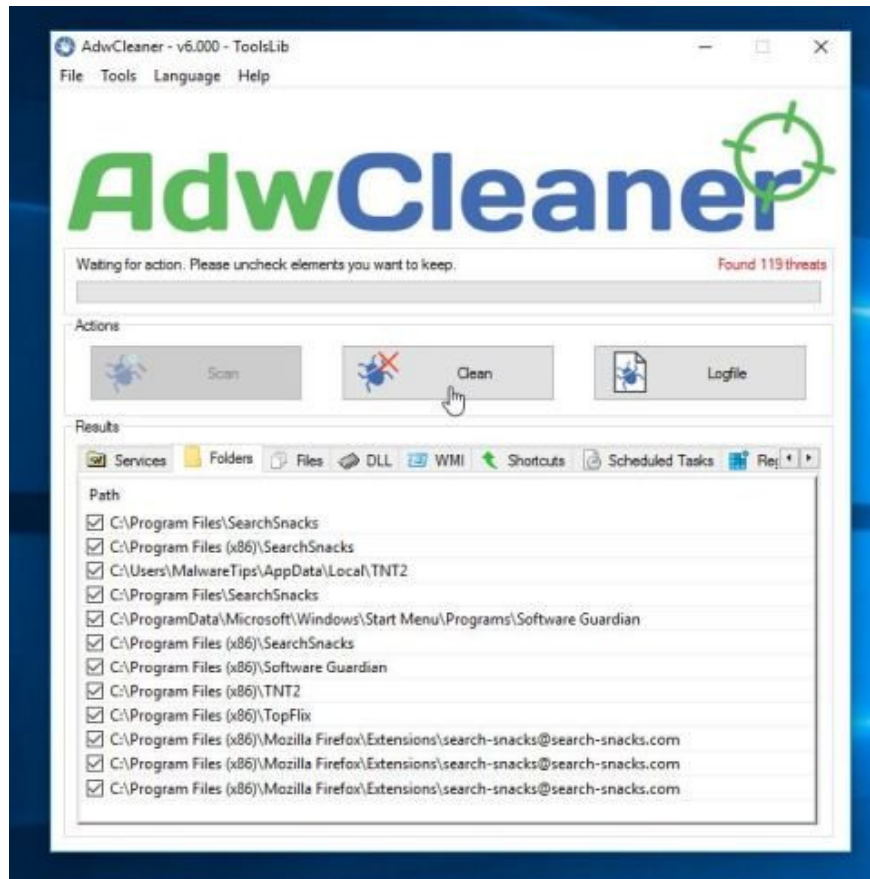 AdwCleaner - v6.000 - ToolsLib
File Tools Language Help
AdwCleaner
Waiting for action. Please uncheck elements you want to keep. Found 119 threats
Actions
Scan Clean Logfile
Results
Services Folders Files DLL WMI Shortcuts Scheduled Tasks Reg
Path
C:\Program Files\SearchSnacks
C:\Program Files (x86)\SearchSnacks
C:\Users\MalwareTips\AppData\Local\TNT2
C:\Program Files\SearchSnacks
C:\ProgramData\Microsoft\Windows\Start Menu\Programs\Software Guardian
C:\Program Files (x86)\SearchSnacks
C:\Program Files (x86)\Software Guardian
C:\Program Files (x86)\TNT2
C:\Program Files (x86)\TopFlix
C:\Program Files (x86)\Mozilla Firefox\Extensions\search-snacks@search-snacks.com
C:\Program Files (x86)\Mozilla Firefox\Extensions\search-snacks@search-snacks.com
C:\Program Files (x86)\Mozilla Firefox\Extensions\search-snacks@search-snacks.com